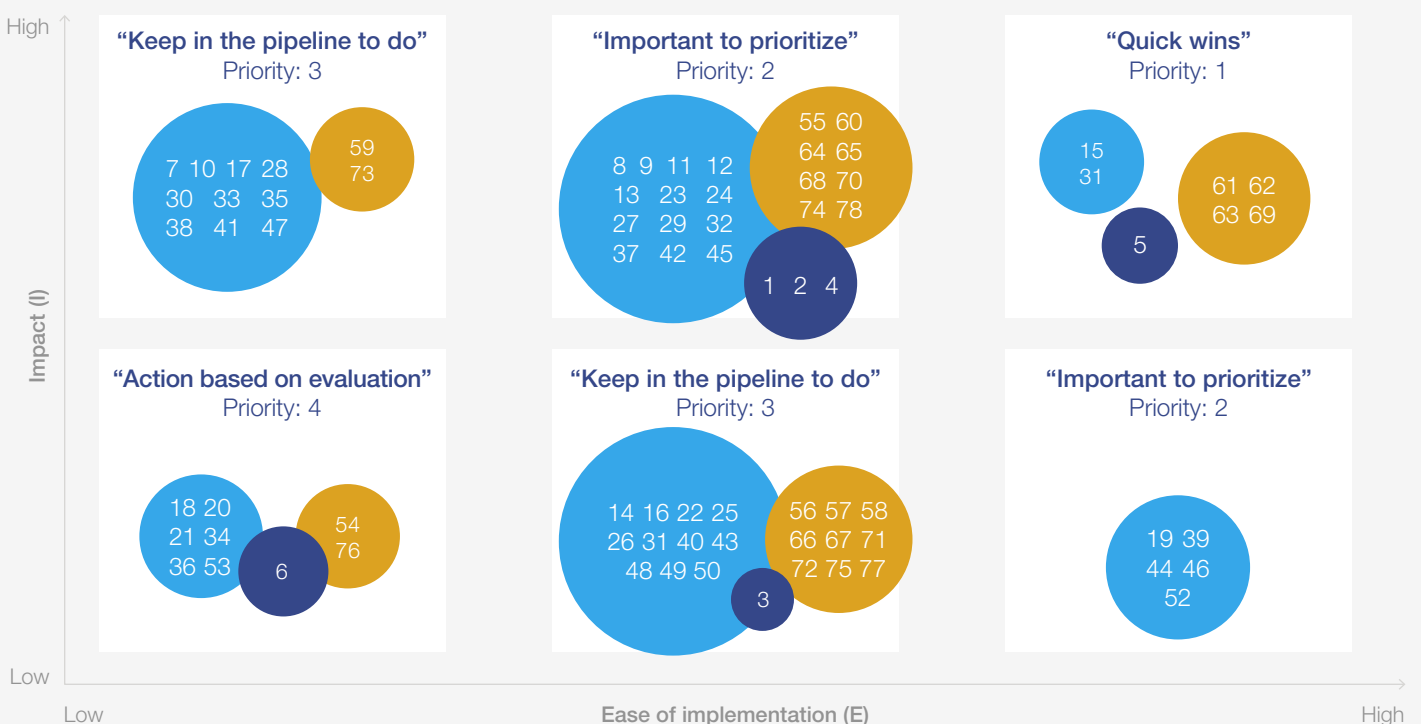 High
“Keep in the pipeline to do”
Priority: 3
7 10 17 28
30 33 35
38 41 47
59
73
“Important to prioritize”
Priority: 2
8 9 11 12
13 23 24
27 29 32
37 42 45
55 60
64 65
68 70
74 78
1 2 4
“Quick wins”
Priority: 1
15
31
61 62
63 69
5
Impact (I)
“Action based on evaluation”
Priority: 4
18 20
21 34
36 53
6
54
76
“Keep in the pipeline to do”
Priority: 3
14 16 22 25
26 31 40 43
48 49 50
56 57 58
66 67 71
72 75 77
3
“Important to prioritize”
Priority: 2
19 39
44 46
52
Low
Low
Ease of implementation (E)
High